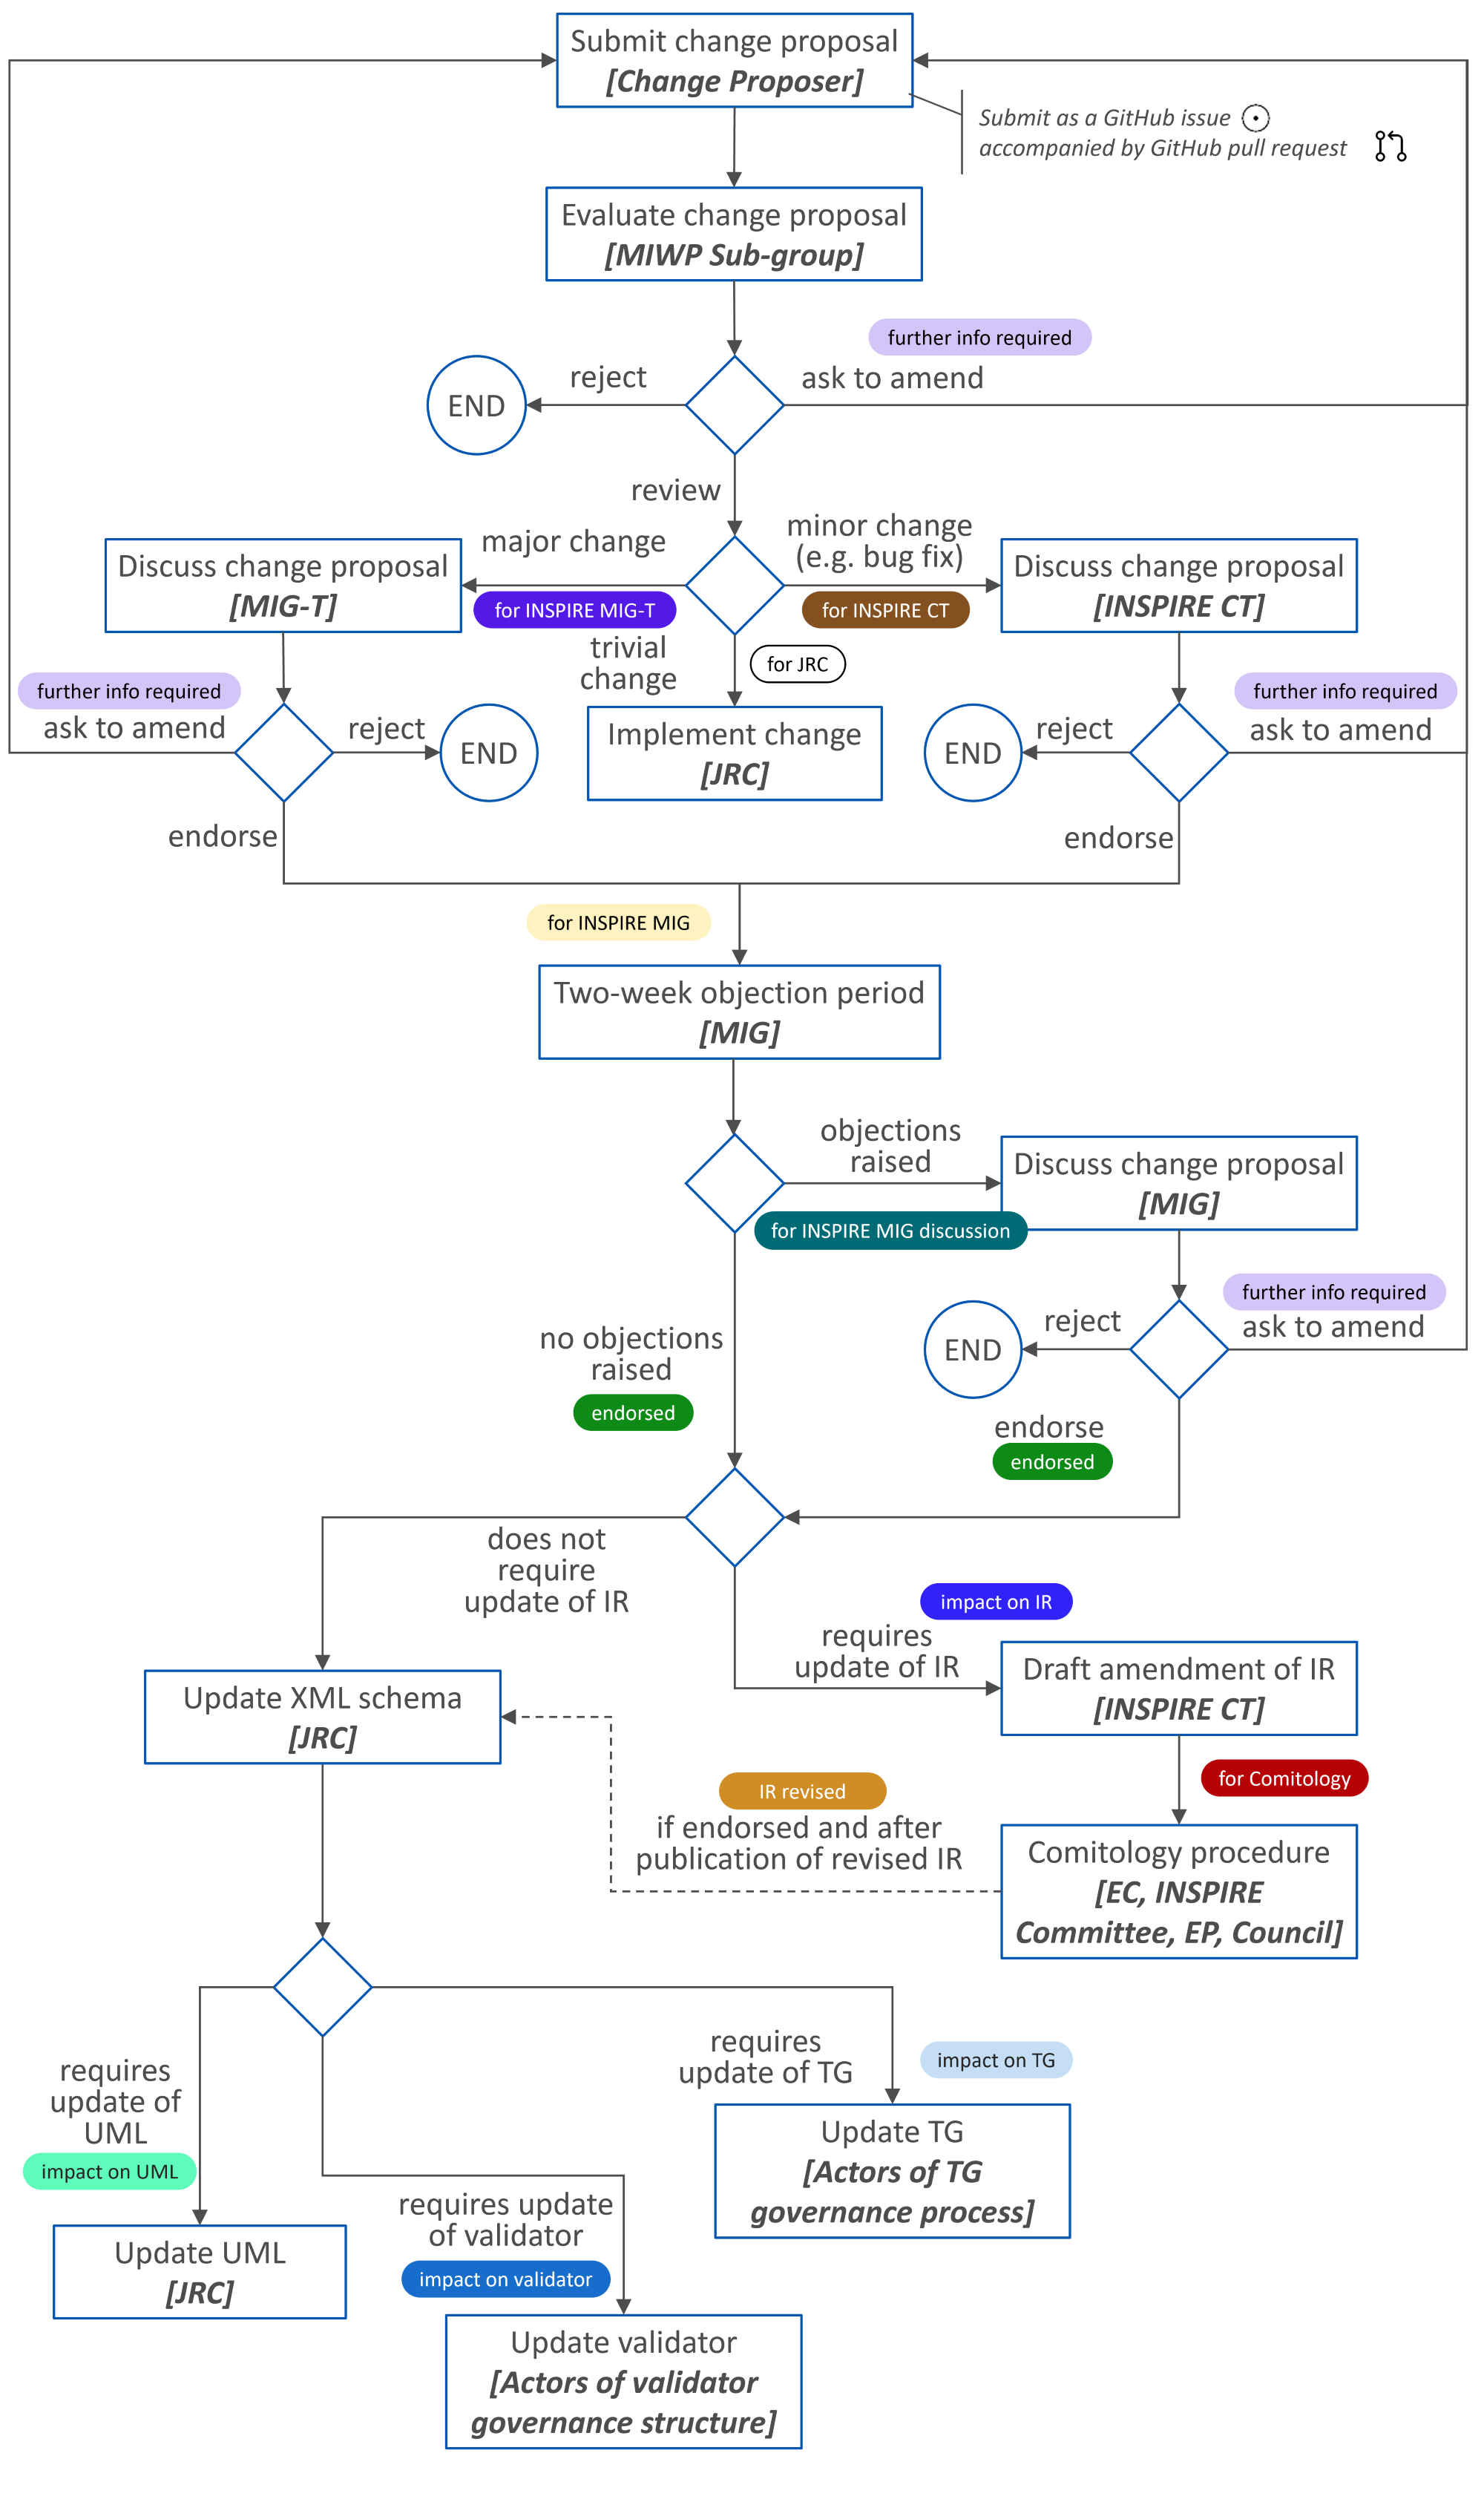 Submit change proposal
[Change Proposer]
Submit as a GitHub issue
accompanied by GitHub pull request
Evaluate change proposal
[MIWP Sub-group]
further info required
reject
ask to amend
END
review
major change
minor change
(e.g. bug fix)
Discuss change proposal
[MIG-T]
for INSPIRE MIG-T
for INSPIRE CT
Discuss change proposal
[INSPIRE CT]
trivial
change
for JRC
further info required
ask to amend
reject
END
Implement change
[JRC]
END
reject
further info required
ask to amend
endorse
endorse
for INSPIRE MIG
Two-week objection period
[MIG]
objections
raised
Discuss change proposal
[MIG]
for INSPIRE MIG discussion
further info required
ask to amend
reject
END
no objections
raised
endorsed
endorse
endorsed
does not
require
update of IR
impact on IR
requires
update of IR
Draft amendment of IR
[INSPIRE CT]
Update XML schema
[JRC]
for Comitology
IR revised
if endorsed and after
publication of revised IR
Comitology procedure
[EC, INSPIRE
Committee, EP, Council]
requires
update of TG
impact on TG
requires
update of
UML
impact on UML
Update TG
[Actors of TG
governance process]
requires update
of validator
impact on validator
Update UML
[JRC]
Update validator
[Actors of validator
governance structure]